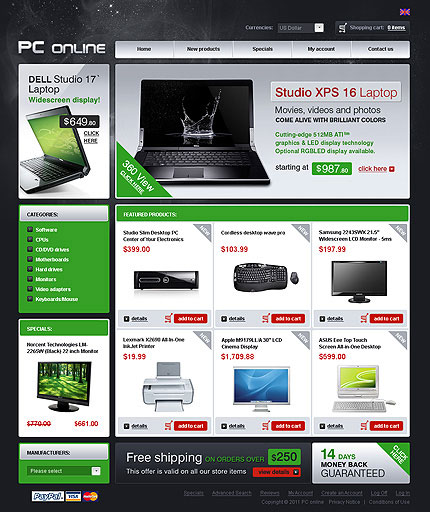 Currencies: US Dollar
Shopping cart: 0 items
PC ONLINE
Home New products Specials My account Contact us
DELL Studio 17`
Laptop
Widescreen display!
$649.80
CLICK
HERE
Studio XPS 16 Laptop
Movies, videos and photos
COME ALIVE WITH BRILLIANT COLORS
Cutting-edge 512MB ATI™
graphics & LED display technology
Optional RGBLED display available.
starting at $987.80 click here
360 View
CLICK HERE
CATEGORIES:
Software
CPUs
CD/DVD drives
Motherboards
Hard drives
Monitors
Video adapters
Keyboards/Mouse
FEATURED PRODUCTS:
Studio Slim Desktop PC
Center of Your Electronics
$399.00
NEW
details add to cart
Cordless desktop wave pro
$103.99
details add to cart
Samsung 2243SWX 21.5"
Widescreen LCD Monitor - 5ms
$197.99
NEW
details add to cart
SPECIALS:
Norcent Technologies LM-
2265W (Black) 22 inch Monitor
$770.00 $661.00
Lexmark X2690 All-In-One
InkJet Printer
$19.99
NEW
details add to cart
Apple M9179LL/A 30" LCD
Cinema Display
$1,709.88
details add to cart
ASUS Eee Top Touch
Screen All-in-One Desktop
$599.00
NEW
details add to cart
MANUFACTURERS:
Please select
Free shipping ON ORDERS OVER $250
This offer is valid on all our store items view details
14 DAYS
MONEY BACK
GUARANTEED
CLICK
HERE
PayPal VISA
Specials Advanced Search Reviews My Account Create an Account Log Off Log In
Copyright © 2011 PC online Privacy Notice | Conditions of Use